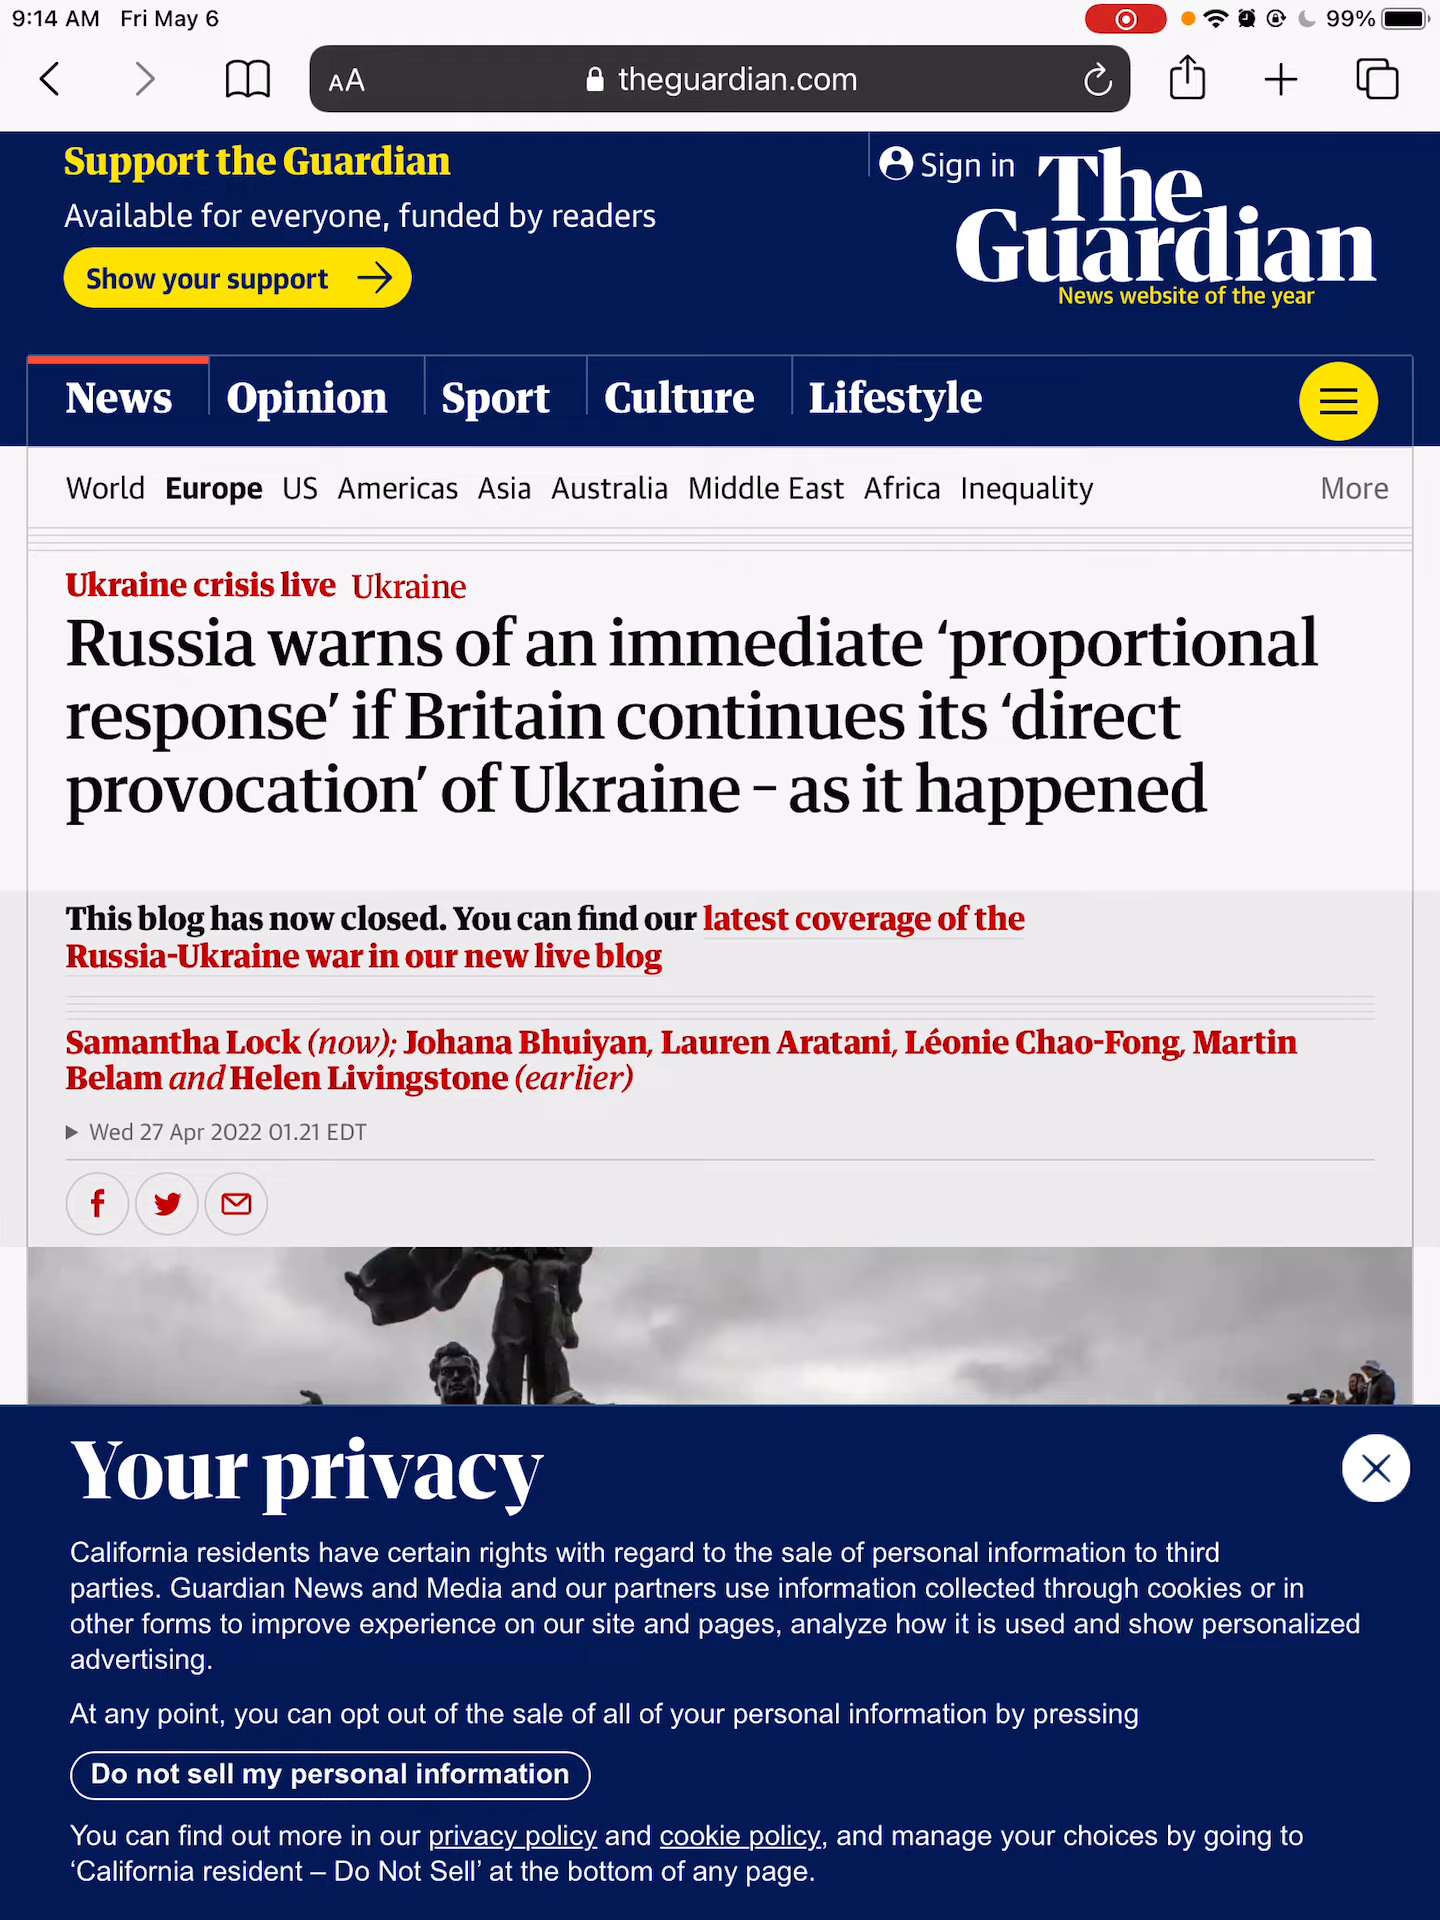 9:14 AM Fri May 6
99%
AA
theguardian.com
Support the Guardian
Available for everyone, funded by readers
Show your support
Sign in
The
Guardian
News website of the year
News Opinion Sport Culture Lifestyle
World Europe US Americas Asia Australia Middle East Africa Inequality More
Ukraine crisis live Ukraine
Russia warns of an immediate ‘proportional
response’ if Britain continues its ‘direct
provocation’ of Ukraine – as it happened
This blog has now closed. You can find our latest coverage of the
Russia-Ukraine war in our new live blog
Samantha Lock (now); Johana Bhuiyan, Lauren Aratani, Léonie Chao-Fong, Martin
Belam and Helen Livingstone (earlier)
Wed 27 Apr 2022 01.21 EDT
Your privacy
California residents have certain rights with regard to the sale of personal information to third
parties. Guardian News and Media and our partners use information collected through cookies or in
other forms to improve experience on our site and pages, analyze how it is used and show personalized
advertising.
At any point, you can opt out of the sale of all of your personal information by pressing
Do not sell my personal information
You can find out more in our privacy policy and cookie policy, and manage your choices by going to
‘California resident – Do Not Sell’ at the bottom of any page.